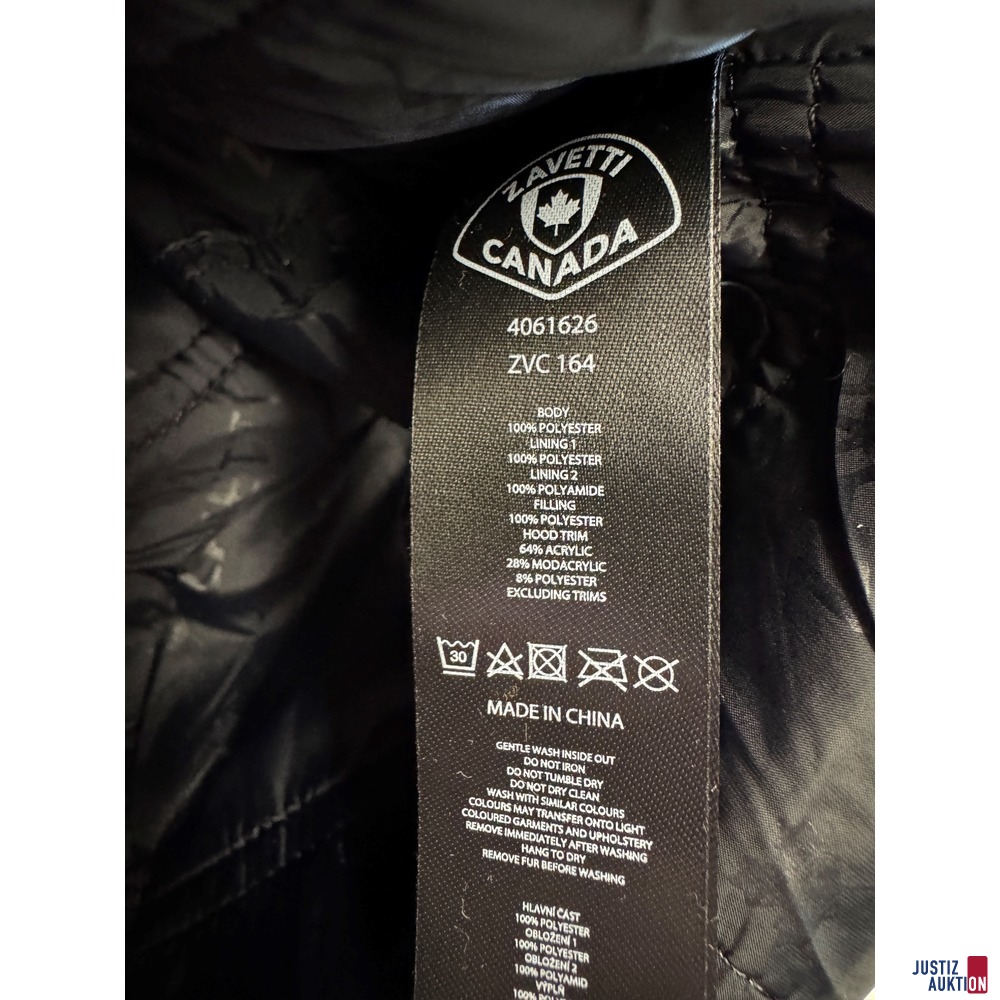 ZAVETTI
CANADA
4061626
ZVC 164
BODY
100% POLYESTER
LINING 1
100% POLYESTER
LINING 2
100% POLYAMIDE
FILLING
100% POLYESTER
HOOD TRIM
64% ACRYLIC
28% MODACRYLIC
8% POLYESTER
EXCLUDING TRIMS
30
MADE IN CHINA
GENTLE WASH INSIDE OUT
DO NOT IRON
DO NOT TUMBLE DRY
DO NOT DRY CLEAN
WASH WITH SIMILAR COLOURS
COLOURS MAY TRANSFER ONTO LIGHT
COLOURED GARMENTS AND UPHOLSTERY
REMOVE IMMEDIATELY AFTER WASHING
HANG TO DRY
REMOVE FUR BEFORE WASHING
HLAVNÍ ČÁST
100% POLYESTER
OBLOŽENÍ 1
100% POLYESTER
OBLOŽENÍ 2
100% POLYAMID
VÝPLŇ
100%
JUSTIZ
AUKTION